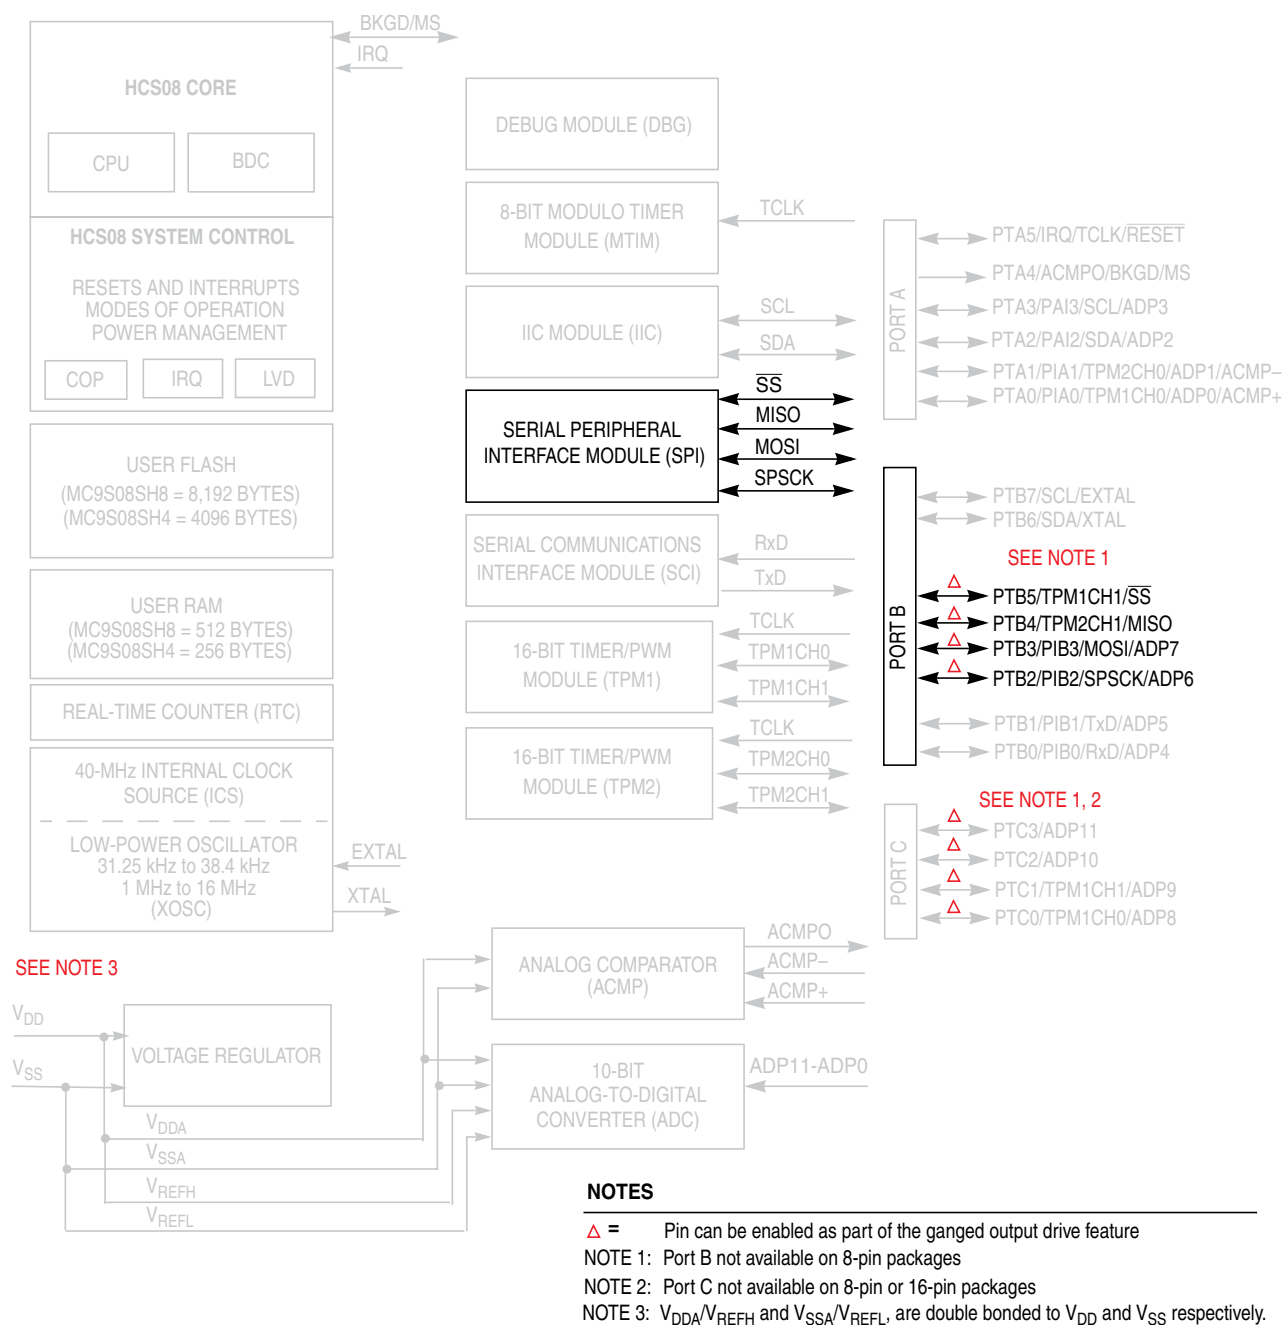 BKGD/MS
IRQ
HCS08 CORE
CPU
BDC
HCS08 SYSTEM CONTROL
RESETS AND INTERRUPTS
MODES OF OPERATION
POWER MANAGEMENT
COP
IRQ
LVD
USER FLASH
(MC9S08SH8 = 8,192 BYTES)
(MC9S08SH4 = 4096 BYTES)
USER RAM
(MC9S08SH8 = 512 BYTES)
(MC9S08SH4 = 256 BYTES)
REAL-TIME COUNTER (RTC)
40-MHz INTERNAL CLOCK
SOURCE (ICS)
LOW-POWER OSCILLATOR
31.25 kHz to 38.4 kHz
1 MHz to 16 MHz
(XOSC)
EXTAL
XTAL
SEE NOTE 3
VDD
VSS
VOLTAGE REGULATOR
VDDA
VSSA
VREFH
VREFL
DEBUG MODULE (DBG)
8-BIT MODULO TIMER
MODULE (MTIM)
TCLK
IIC MODULE (IIC)
SCL
SDA
SERIAL PERIPHERAL
INTERFACE MODULE (SPI)
SS
MISO
MOSI
SPSCK
SERIAL COMMUNICATIONS
INTERFACE MODULE (SCI)
RxD
TxD
16-BIT TIMER/PWM
MODULE (TPM1)
TCLK
TPM1CH0
TPM1CH1
16-BIT TIMER/PWM
MODULE (TPM2)
TCLK
TPM2CH0
TPM2CH1
ANALOG COMPARATOR
(ACMP)
ACMPO
ACMP–
ACMP+
10-BIT
ANALOG-TO-DIGITAL
CONVERTER (ADC)
ADP11-ADP0
PORT A
PTA5/IRQ/TCLK/RESET
PTA4/ACMPO/BKGD/MS
PTA3/PAI3/SCL/ADP3
PTA2/PAI2/SDA/ADP2
PTA1/PIA1/TPM2CH0/ADP1/ACMP–
PTA0/PIA0/TPM1CH0/ADP0/ACMP+
PORT B
PTB7/SCL/EXTAL
PTB6/SDA/XTAL
SEE NOTE 1
PTB5/TPM1CH1/SS
PTB4/TPM2CH1/MISO
PTB3/PIB3/MOSI/ADP7
PTB2/PIB2/SPSCK/ADP6
PTB1/PIB1/TxD/ADP5
PTB0/PIB0/RxD/ADP4
SEE NOTE 1, 2
PORT C
PTC3/ADP11
PTC2/ADP10
PTC1/TPM1CH1/ADP9
PTC0/TPM1CH0/ADP8
NOTES
△ = Pin can be enabled as part of the ganged output drive feature
NOTE 1: Port B not available on 8-pin packages
NOTE 2: Port C not available on 8-pin or 16-pin packages
NOTE 3: VDDA/VREFH and VSSA/VREFL, are double bonded to VDD and VSS respectively.